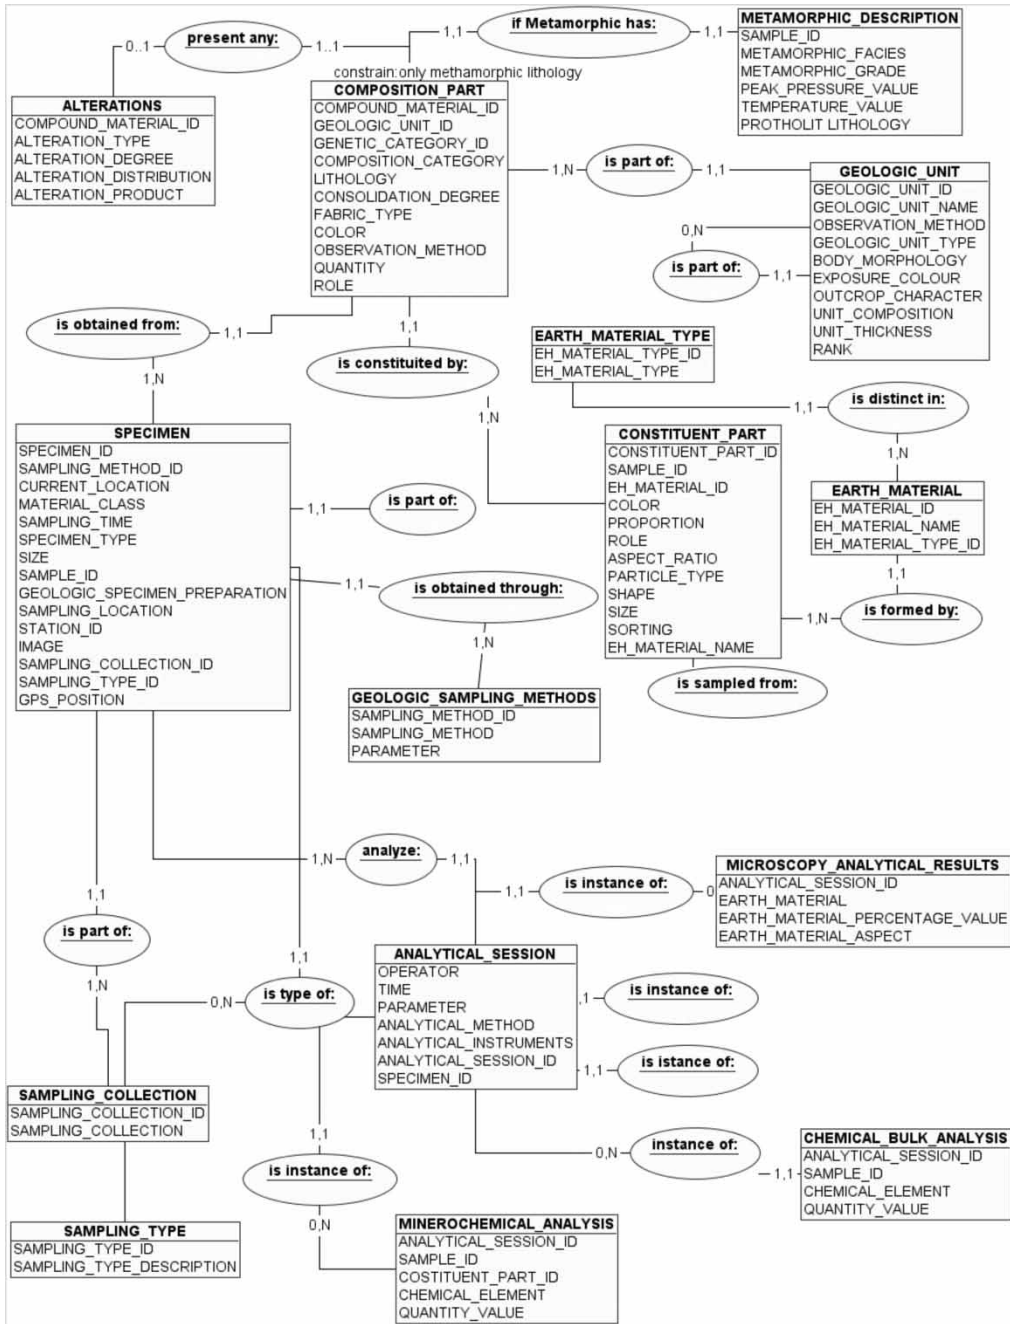 present any:
0..1
1..1
1,1
if Metamorphic has:
1,1
METAMORPHIC_DESCRIPTION
SAMPLE_ID
METAMORPHIC_FACIES
METAMORPHIC_GRADE
PEAK_PRESSURE_VALUE
TEMPERATURE_VALUE
PROTHOLIT LITHOLOGY
constrain:only methamorphic lithology
ALTERATIONS
COMPOUND_MATERIAL_ID
ALTERATION_TYPE
ALTERATION_DEGREE
ALTERATION_DISTRIBUTION
ALTERATION_PRODUCT
COMPOSITION_PART
COMPOUND_MATERIAL_ID
GEOLOGIC_UNIT_ID
GENETIC_CATEGORY_ID
COMPOSITION_CATEGORY
LITHOLOGY
CONSOLIDATION_DEGREE
FABRIC_TYPE
COLOR
OBSERVATION_METHOD
QUANTITY
ROLE
1,N
is part of:
1,1
GEOLOGIC_UNIT
GEOLOGIC_UNIT_ID
GEOLOGIC_UNIT_NAME
OBSERVATION_METHOD
GEOLOGIC_UNIT_TYPE
BODY_MORPHOLOGY
EXPOSURE_COLOUR
OUTCROP_CHARACTER
UNIT_COMPOSITION
UNIT_THICKNESS
RANK
0,N
is part of:
1,1
is obtained from:
1,1
1,N
1,1
is constituited by:
1,N
EARTH_MATERIAL_TYPE
EH_MATERIAL_TYPE_ID
EH_MATERIAL_TYPE
1,1
is distinct in:
1,N
SPECIMEN
SPECIMEN_ID
SAMPLING_METHOD_ID
CURRENT_LOCATION
MATERIAL_CLASS
SAMPLING_TIME
SPECIMEN_TYPE
SIZE
SAMPLE_ID
GEOLOGIC_SPECIMEN_PREPARATION
SAMPLING_LOCATION
STATION_ID
IMAGE
SAMPLING_COLLECTION_ID
SAMPLING_TYPE_ID
GPS_POSITION
1,1
is part of:
1,1
is obtained through:
1,N
CONSTITUENT_PART
CONSTITUENT_PART_ID
SAMPLE_ID
EH_MATERIAL_ID
COLOR
PROPORTION
ROLE
ASPECT_RATIO
PARTICLE_TYPE
SHAPE
SIZE
SORTING
EH_MATERIAL_NAME
EARTH_MATERIAL
EH_MATERIAL_ID
EH_MATERIAL_NAME
EH_MATERIAL_TYPE_ID
1,1
1,N
is formed by:
is sampled from:
GEOLOGIC_SAMPLING_METHODS
SAMPLING_METHOD_ID
SAMPLING_METHOD
PARAMETER
1,N
analyze:
1,1
1,1
is instance of:
0
MICROSCOPY_ANALYTICAL_RESULTS
ANALYTICAL_SESSION_ID
EARTH_MATERIAL
EARTH_MATERIAL_PERCENTAGE_VALUE
EARTH_MATERIAL_ASPECT
1,1
is part of:
1,N
1,1
0,N
is type of:
ANALYTICAL_SESSION
OPERATOR
TIME
PARAMETER
ANALYTICAL_METHOD
ANALYTICAL_INSTRUMENTS
ANALYTICAL_SESSION_ID
SPECIMEN_ID
,1
is instance of:
1,1
is istance of:
SAMPLING_COLLECTION
SAMPLING_COLLECTION_ID
SAMPLING_COLLECTION
1,1
is instance of:
0,N
0,N
instance of:
1,1
CHEMICAL_BULK_ANALYSIS
ANALYTICAL_SESSION_ID
SAMPLE_ID
CHEMICAL_ELEMENT
QUANTITY_VALUE
SAMPLING_TYPE
SAMPLING_TYPE_ID
SAMPLING_TYPE_DESCRIPTION
MINEROCHEMICAL_ANALYSIS
ANALYTICAL_SESSION_ID
SAMPLE_ID
COSTITUENT_PART_ID
CHEMICAL_ELEMENT
QUANTITY_VALUE